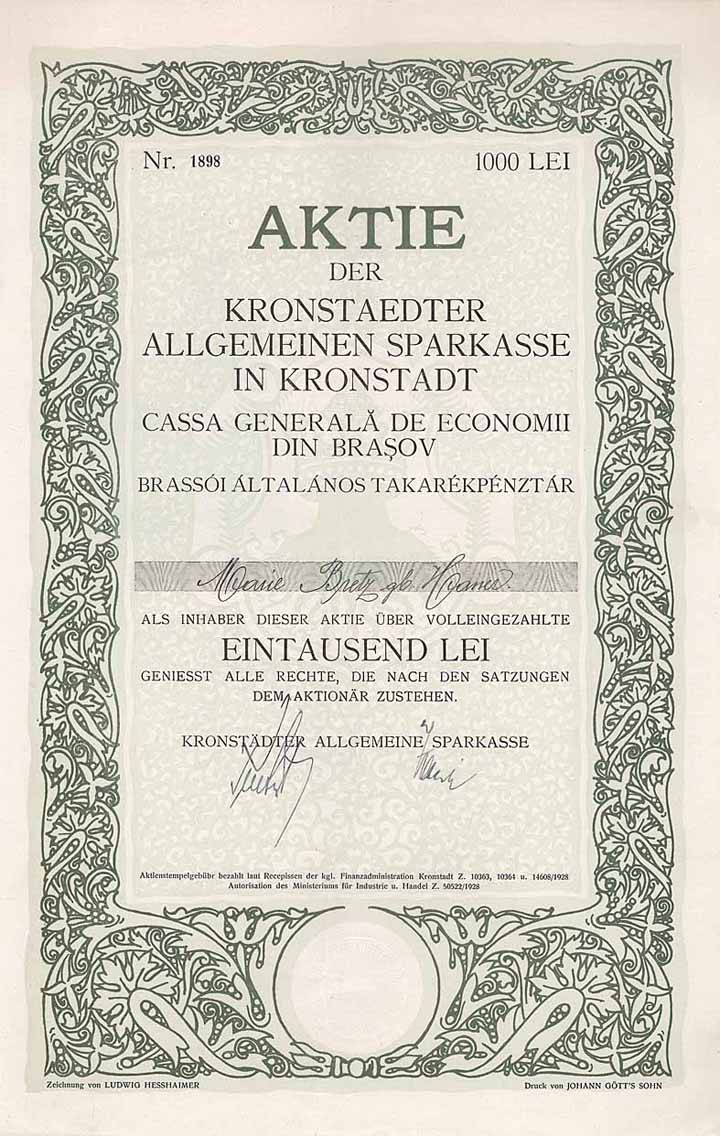 Nr. 1898 1000 LEI
AKTIE
DER
KRONSTAEDTER
ALLGEMEINEN SPARKASSE
IN KRONSTADT
CASSA GENERALĂ DE ECONOMII
DIN BRAȘOV
BRASSÓI ÁLTALÁNOS TAKARÉKPÉNZTÁR
Marie Bretz gb.
ALS INHABER DIESER AKTIE ÜBER VOLLEINGEZAHLTE
EINTAUSEND LEI
GENIESST ALLE RECHTE, DIE NACH DEN SATZUNGEN
DEM AKTIONÄR ZUSTEHEN.
KRONSTÄDTER ALLGEMEINE SPARKASSE
Aktienstempelgebühr bezahlt laut Recepissen der kgl. Finanzadministration Kronstadt Z. 10363, 10364 u. 14608/1928
Autorisation des Ministeriums für Industrie u. Handel Z. 50522/1928
Zeichnung von LUDWIG HESSHAIMER
Druck von JOHANN GÖTT'S SOHN